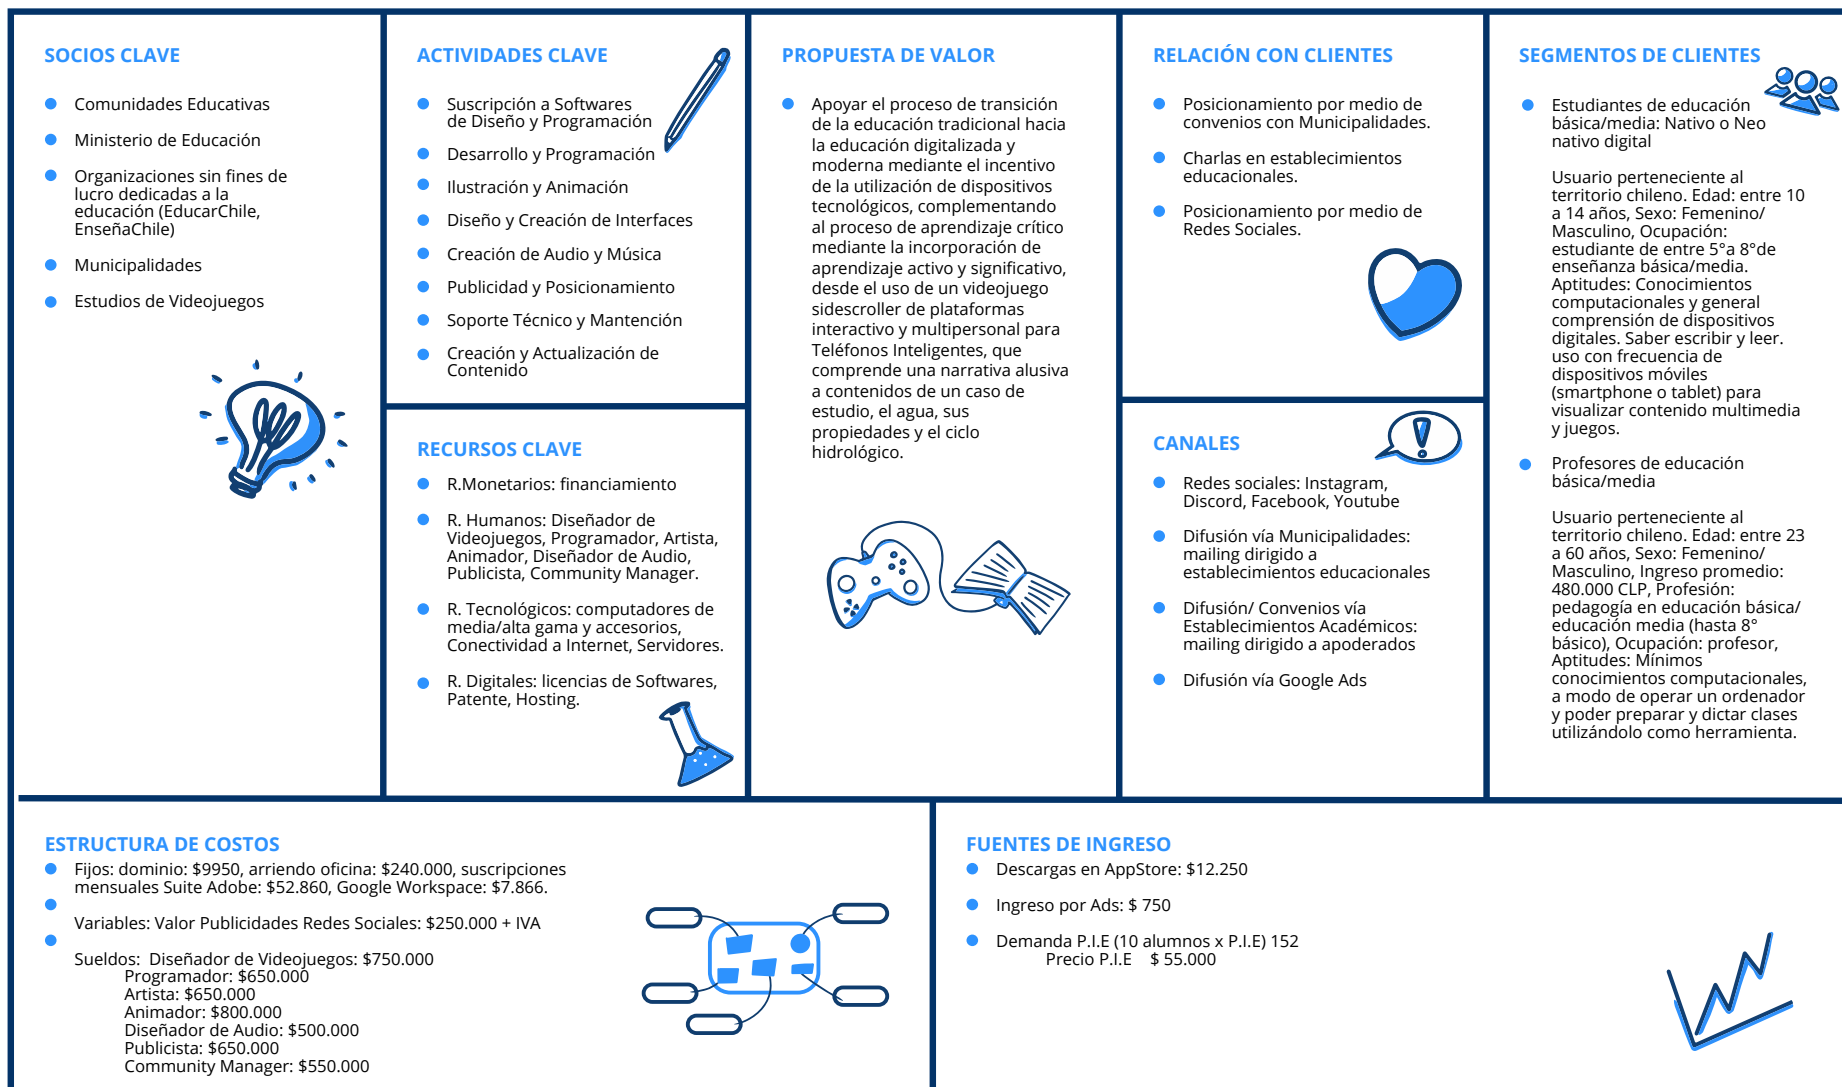 SOCIOS CLAVE
Comunidades Educativas
Ministerio de Educación
Organizaciones sin fines de
lucro dedicadas a la
educación (EducarChile,
EnseñaChile)
Municipalidades
Estudios de Videojuegos
ACTIVIDADES CLAVE
Suscripción a Softwares
de Diseño y Programación
Desarrollo y Programación
Ilustración y Animación
Diseño y Creación de Interfaces
Creación de Audio y Música
Publicidad y Posicionamiento
Soporte Técnico y Mantención
Creación y Actualización de
Contenido
RECURSOS CLAVE
R.Monetarios: financiamiento
R. Humanos: Diseñador de
Videojuegos, Programador, Artista,
Animador, Diseñador de Audio,
Publicista, Community Manager.
R. Tecnológicos: computadores de
media/alta gama y accesorios,
Conectividad a Internet, Servidores.
R. Digitales: licencias de Softwares,
Patente, Hosting.
PROPUESTA DE VALOR
Apoyar el proceso de transición
de la educación tradicional hacia
la educación digitalizada y
moderna mediante el incentivo
de la utilización de dispositivos
tecnológicos, complementando
al proceso de aprendizaje crítico
mediante la incorporación de
aprendizaje activo y significativo,
desde el uso de un videojuego
sidescroller de plataformas
interactivo y multipersonal para
Teléfonos Inteligentes, que
comprende una narrativa alusiva
a contenidos de un caso de
estudio, el agua, sus
propiedades y el ciclo
hidrológico.
RELACIÓN CON CLIENTES
Posicionamiento por medio de
convenios con Municipalidades.
Charlas en establecimientos
educacionales.
Posicionamiento por medio de
Redes Sociales.
CANALES
Redes sociales: Instagram,
Discord, Facebook, Youtube
Difusión vía Municipalidades:
mailing dirigido a
establecimientos educacionales
Difusión/ Convenios vía
Establecimientos Académicos:
mailing dirigido a apoderados
Difusión vía Google Ads
SEGMENTOS DE CLIENTES
Estudiantes de educación
básica/media: Nativo o Neo
nativo digital
Usuario perteneciente al
territorio chileno. Edad: entre 10
a 14 años, Sexo: Femenino/
Masculino, Ocupación:
estudiante de entre 5°a 8°de
enseñanza básica/media.
Aptitudes: Conocimientos
computacionales y general
comprensión de dispositivos
digitales. Saber escribir y leer.
uso con frecuencia de
dispositivos móviles
(smartphone o tablet) para
visualizar contenido multimedia
y juegos.
Profesores de educación
básica/media
Usuario perteneciente al
territorio chileno. Edad: entre 23
a 60 años, Sexo: Femenino/
Masculino, Ingreso promedio:
480.000 CLP, Profesión:
pedagogía en educación básica/
educación media (hasta 8°
básico), Ocupación: profesor,
Aptitudes: Mínimos
conocimientos computacionales,
a modo de operar un ordenador
y poder preparar y dictar clases
utilizándolo como herramienta.
ESTRUCTURA DE COSTOS
Fijos: dominio: $9950, arriendo oficina: $240.000, suscripciones
mensuales Suite Adobe: $52.860, Google Workspace: $7.866.
Variables: Valor Publicidades Redes Sociales: $250.000 + IVA
Sueldos: Diseñador de Videojuegos: $750.000
Programador: $650.000
Artista: $650.000
Animador: $800.000
Diseñador de Audio: $500.000
Publicista: $650.000
Community Manager: $550.000
FUENTES DE INGRESO
Descargas en AppStore: $12.250
Ingreso por Ads: $ 750
Demanda P.I.E (10 alumnos x P.I.E) 152
Precio P.I.E $ 55.000